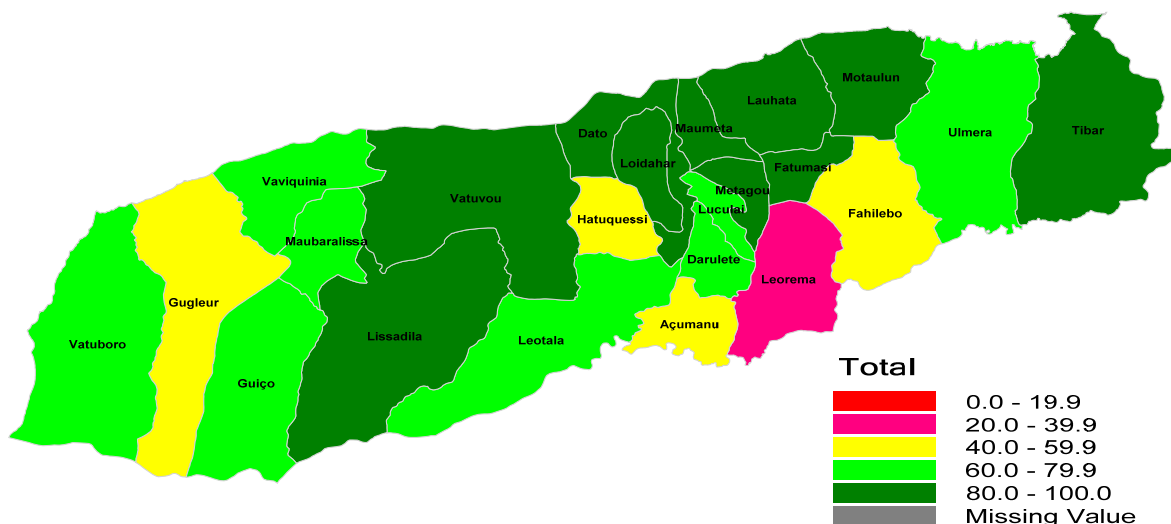 Motaulun
Lauhata
Tibar
Ulmera
Dato
Maumeta
Loidahar
Fatumasi
Vaviquinia
Metagou
Vatuvou
Luculai
Hatuquessi
Fahilebo
Maubaralissa
Darulete
Leorema
Gugleur
Açumanu
Lissadila
Leotala
Vatuboro
Guiço
Total
0.0 - 19.9
20.0 - 39.9
40.0 - 59.9
60.0 - 79.9
80.0 - 100.0
Missing Value